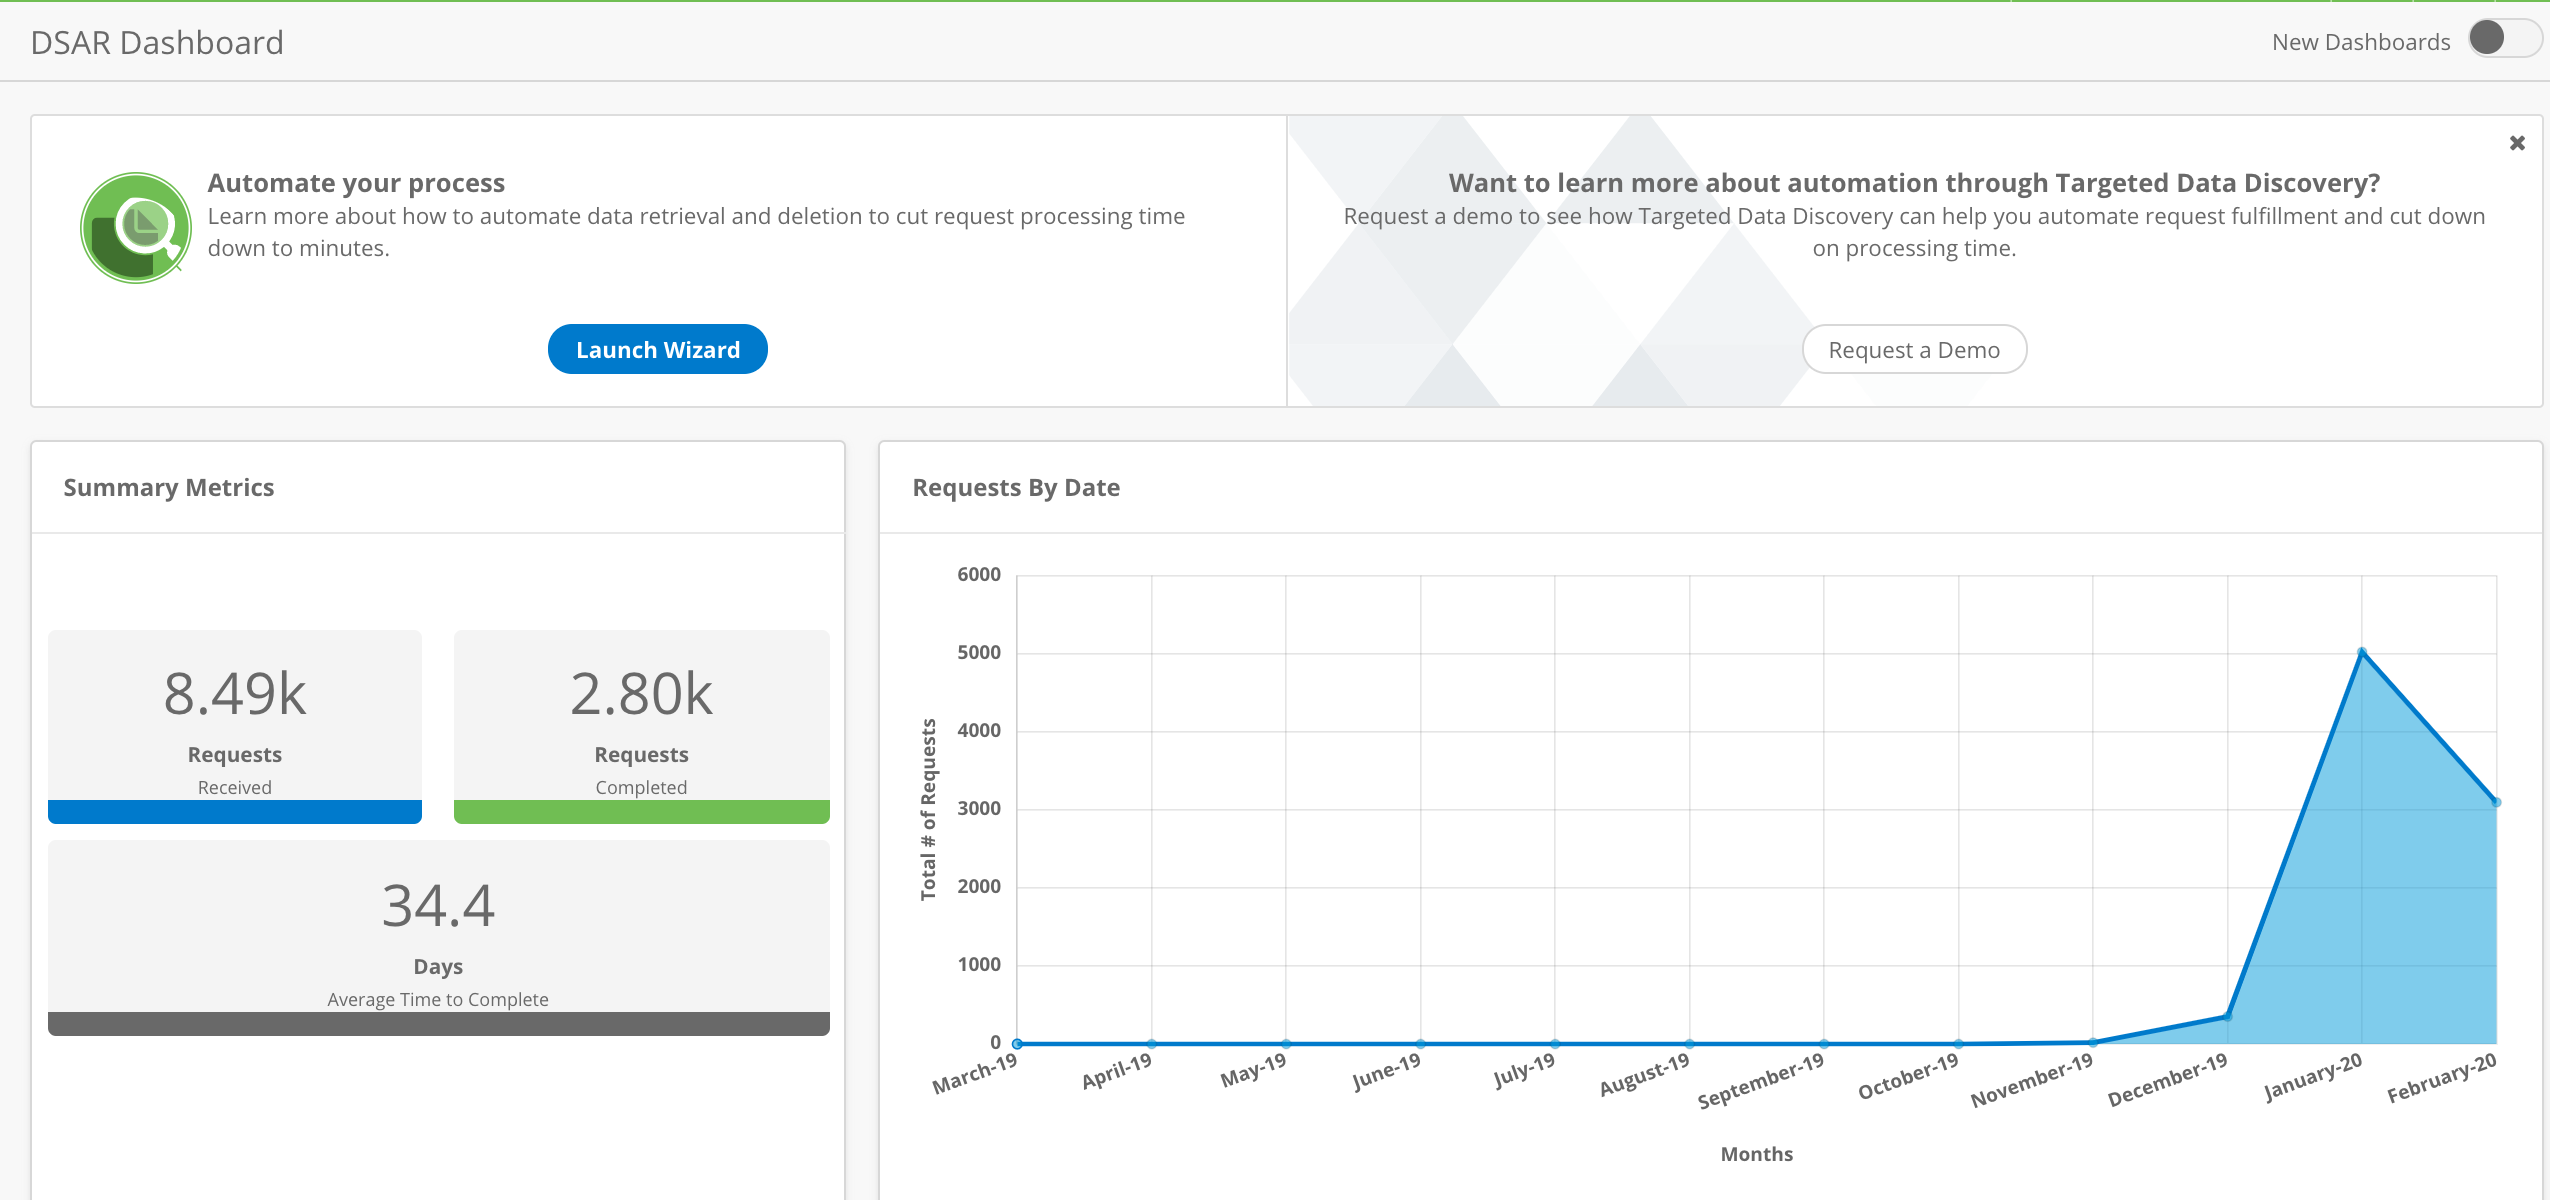 DSAR Dashboard
New Dashboards
Automate your process
Learn more about how to automate data retrieval and deletion to cut request processing time
down to minutes.
Launch Wizard
Want to learn more about automation through Targeted Data Discovery?
Request a demo to see how Targeted Data Discovery can help you automate request fulfillment and cut down
on processing time.
Request a Demo
Summary Metrics
8.49k
Requests
Received
2.80k
Requests
Completed
34.4
Days
Average Time to Complete
Requests By Date
Total # of Requests
6000
5000
4000
3000
2000
1000
0
March-19
April-19
May-19
June-19
July-19
August-19
September-19
October-19
November-19
December-19
January-20
February-20
Months